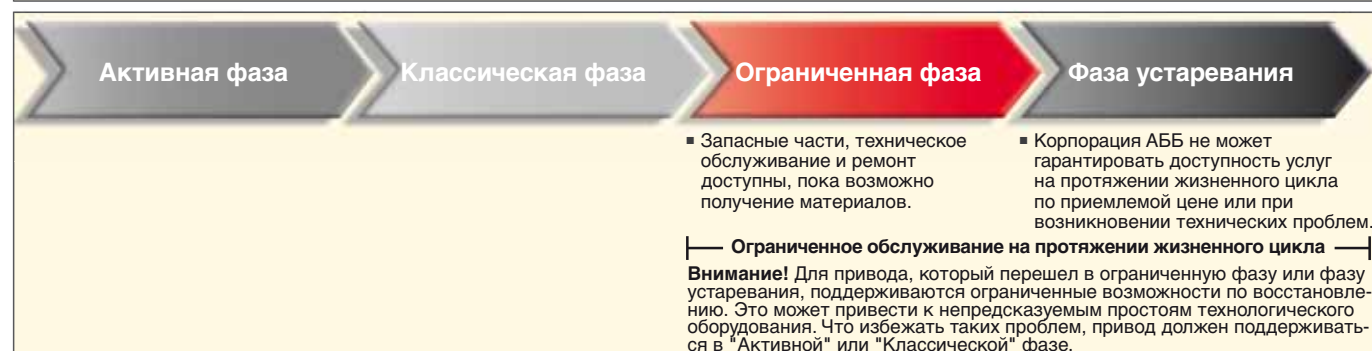 Активная фаза
Классическая фаза
Ограниченная фаза
Фаза устаревания
■ Запасные части, техническое
обслуживание и ремонт
доступны, пока возможно
получение материалов.
■ Корпорация АББ не может
гарантировать доступность услуг
на протяжении жизненного цикла
по приемлемой цене или при
возникновении технических проблем.
Ограниченное обслуживание на протяжении жизненного цикла
Внимание! Для привода, который перешел в ограниченную фазу или фазу
устаревания, поддерживаются ограниченные возможности по восстановле-
нию. Это может привести к непредсказуемым простоям технологического
оборудования. Что избежать таких проблем, привод должен поддерживать-
ся в "Активной" или "Классической" фазе.